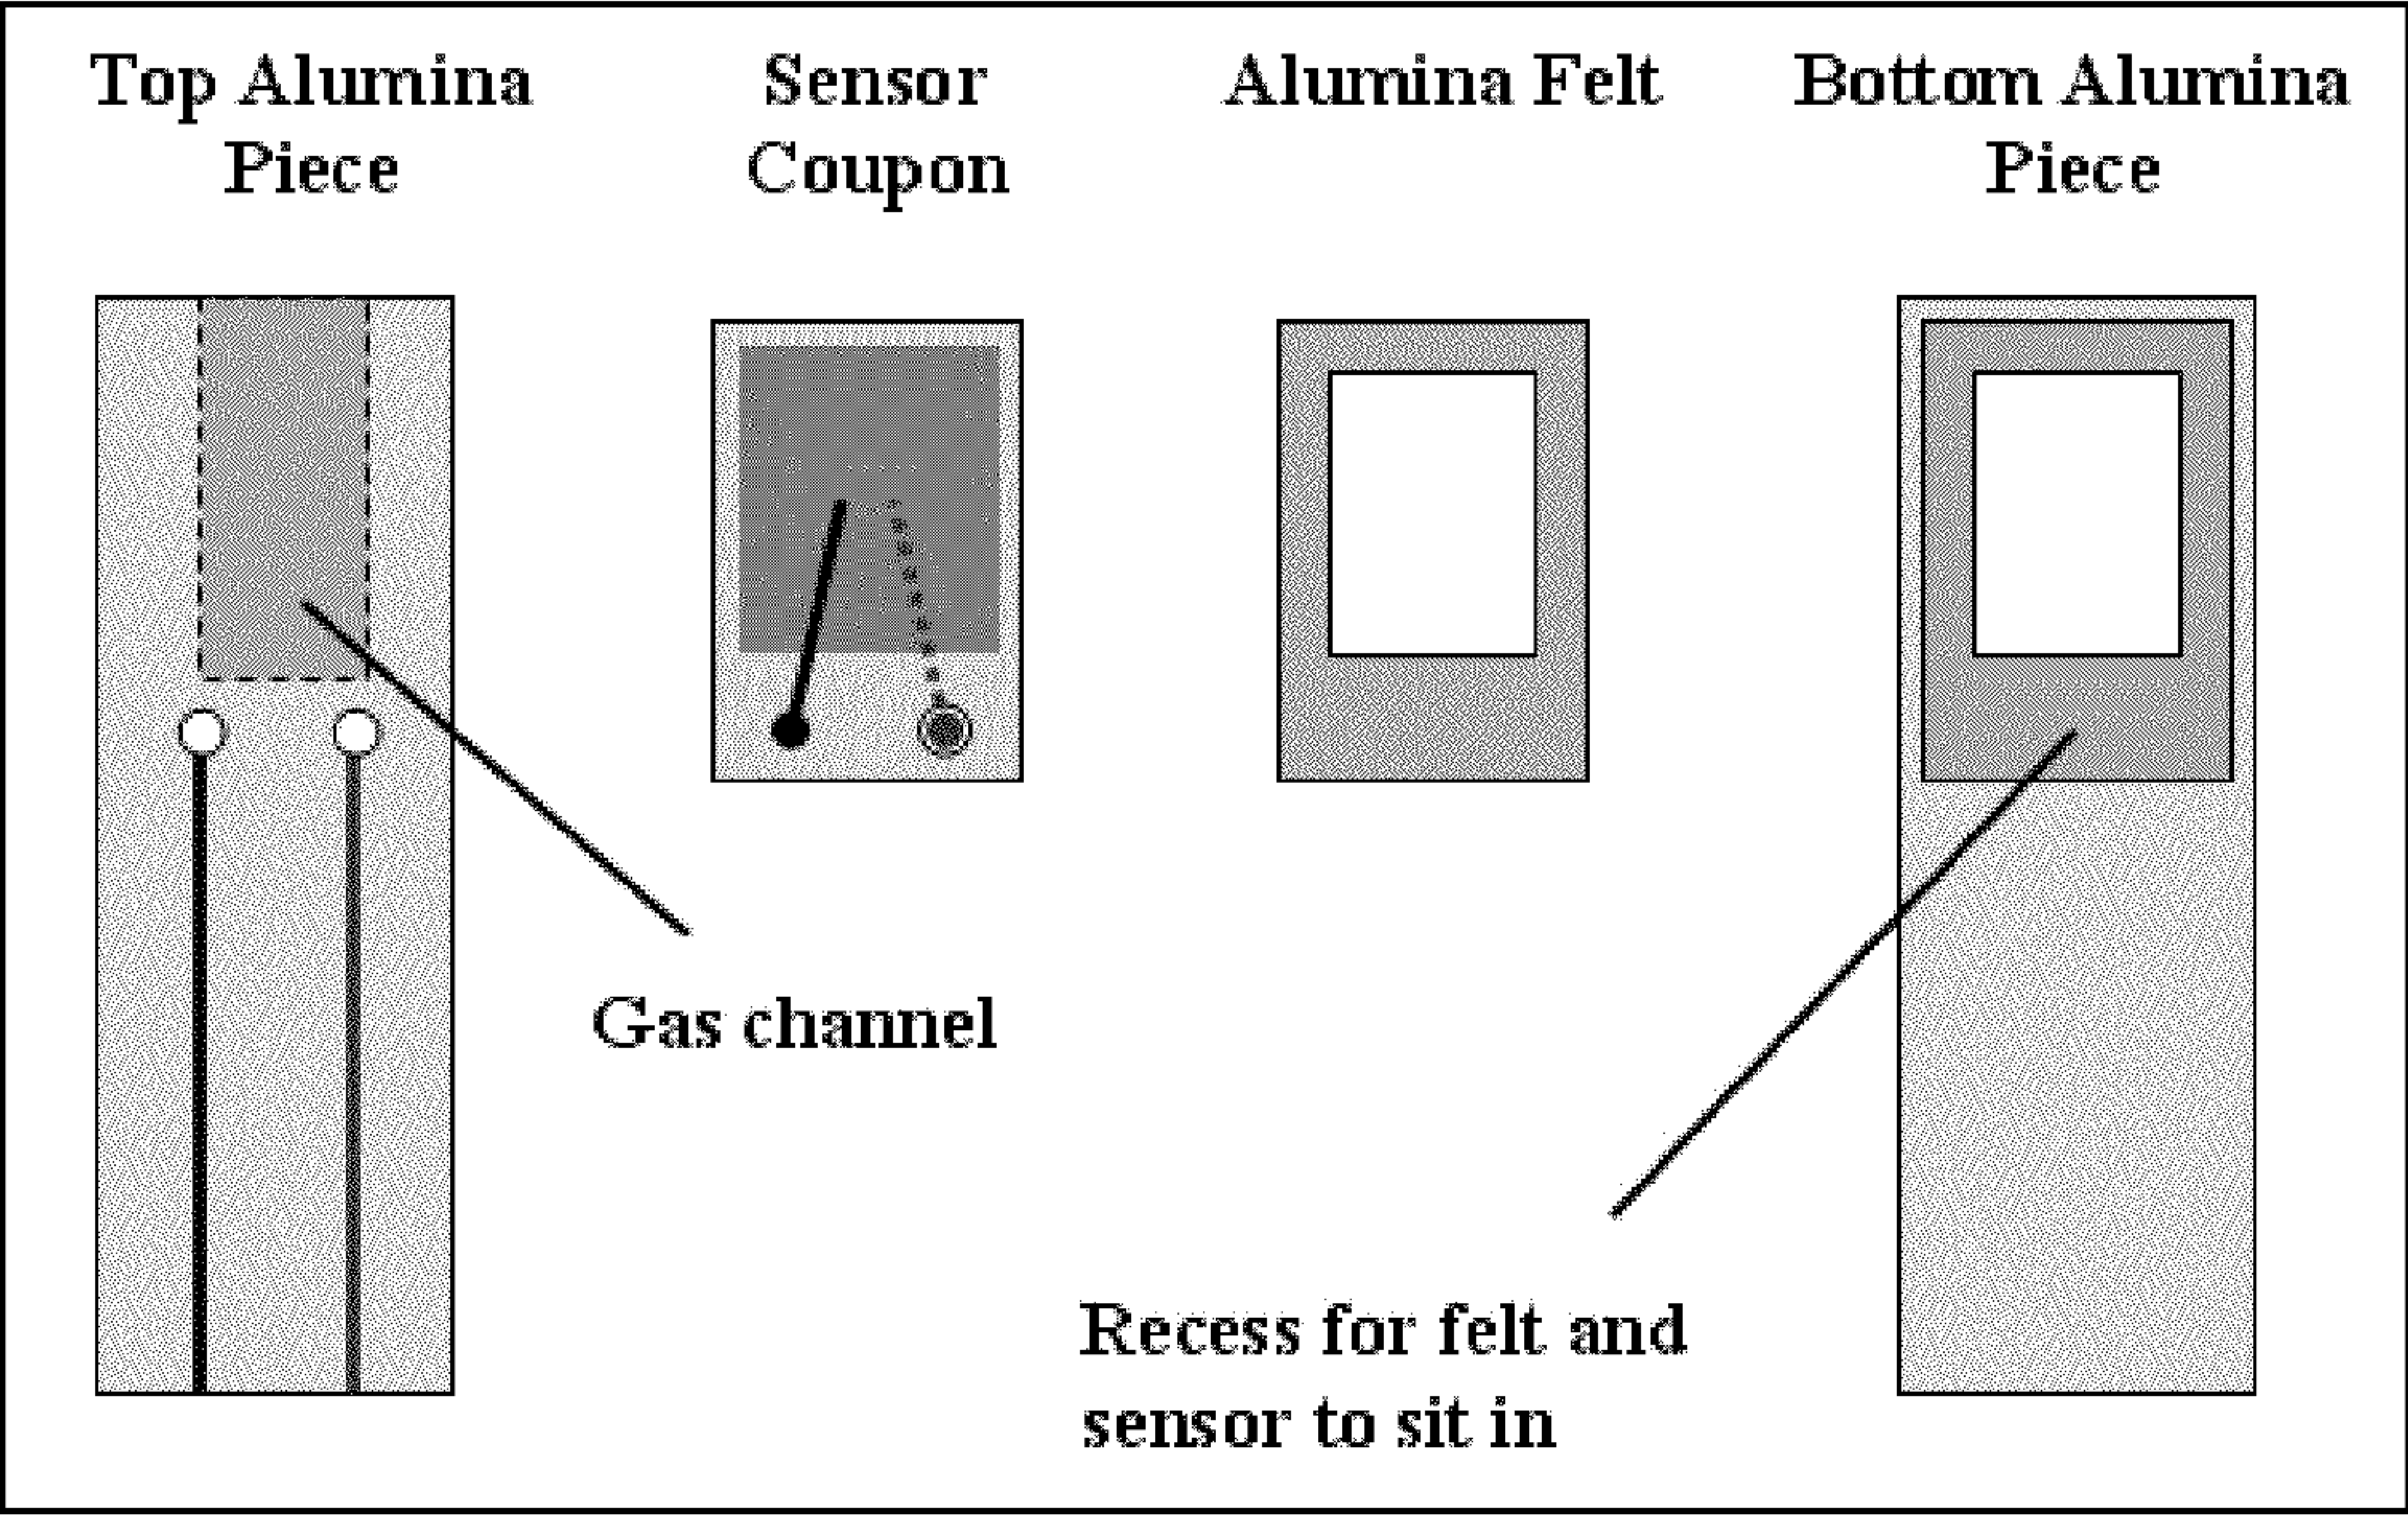 Top Alumina
Piece
Sensor
Coupon
Alumina Felt
Bottom Alumina
Piece
Gas channel
Recess for felt and
sensor to sit in